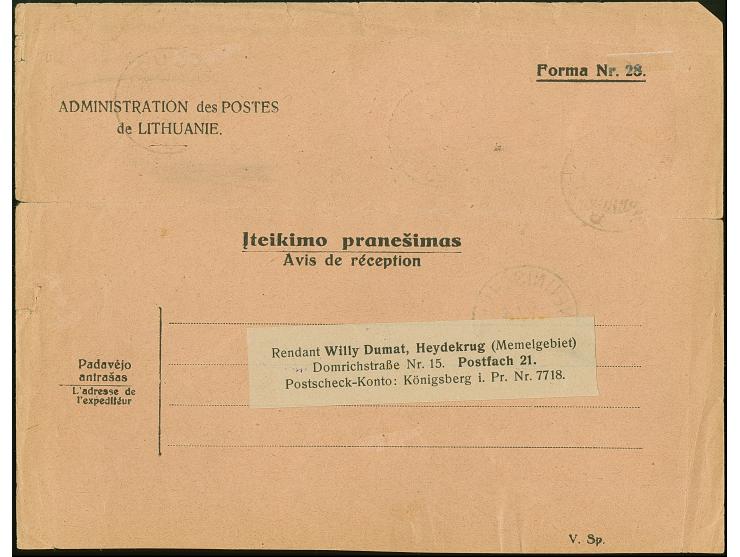 Forma Nr. 28.
ADMINISTRATION des POSTES
de LITHUANIE.
Įteikimo pranešimas
Avis de réception
Rendant Willy Dumat, Heydekrug (Memelgebiet)
Domrichstraße Nr. 15. Postfach 21.
Postscheck-Konto: Königsberg i. Pr. Nr. 7718.
Padavėjo
antrašas
L'adresse de
l'expeditéur
V. Sp.